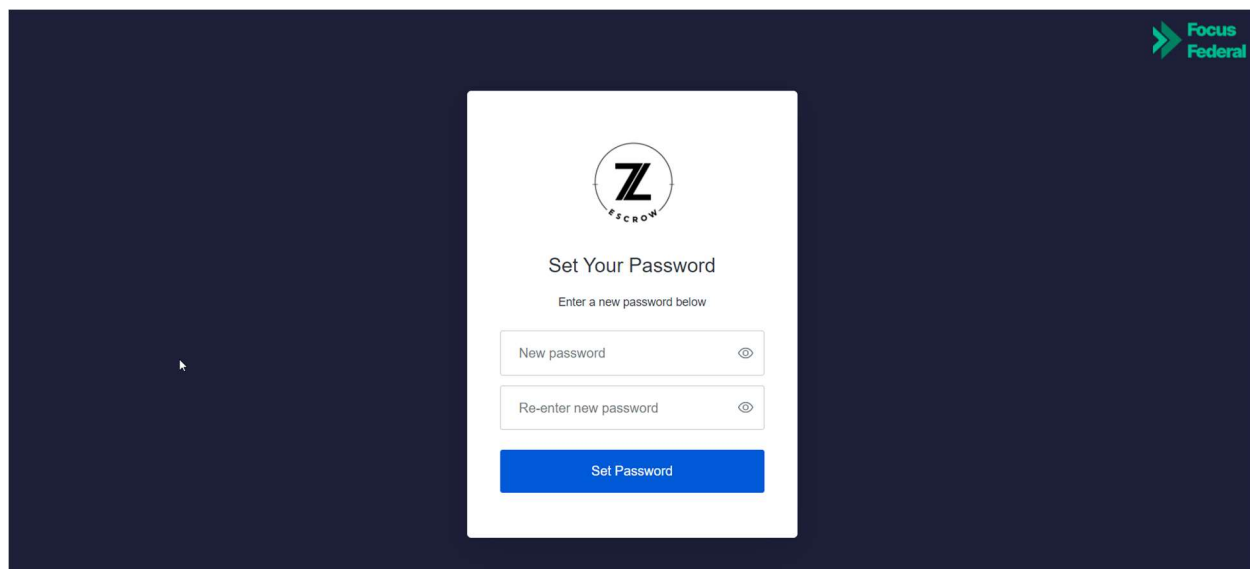 Focus
Federal
Z
ESCROW
Set Your Password
Enter a new password below
New password
Re-enter new password
Set Password